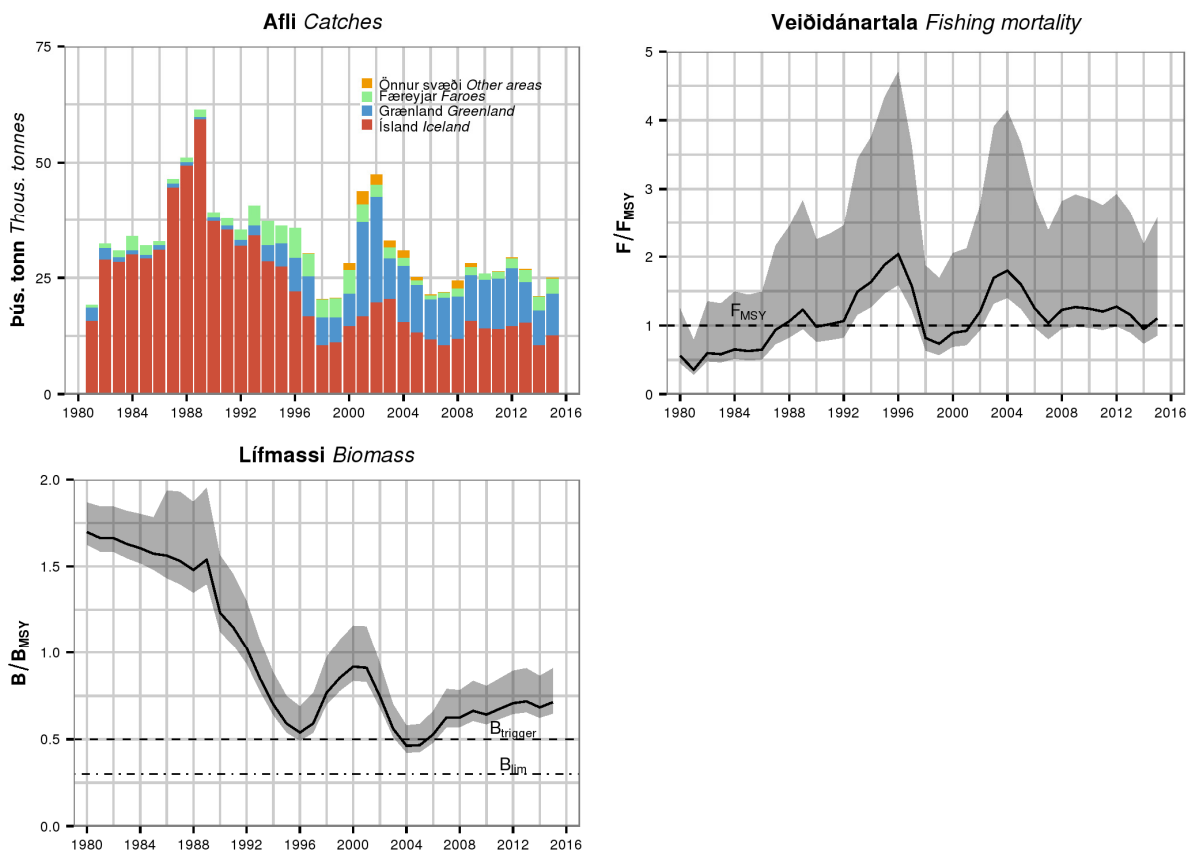 Afli Catches
Þús. tonn Thous. tonnes
75
50
25
0
Önnur svæði Other areas
Færeyjar Faroes
Grænland Greenland
Ísland Iceland
1980 1984 1988 1992 1996 2000 2004 2008 2012 2016
Veiðidánartala Fishing mortality
F/FMSY
5
4
3
2
1
0
FMSY
1980 1984 1988 1992 1996 2000 2004 2008 2012 2016
Lífmassi Biomass
B/BMSY
2.0
1.5
1.0
0.5
0.0
Btrigger
Blim
1980 1984 1988 1992 1996 2000 2004 2008 2012 2016